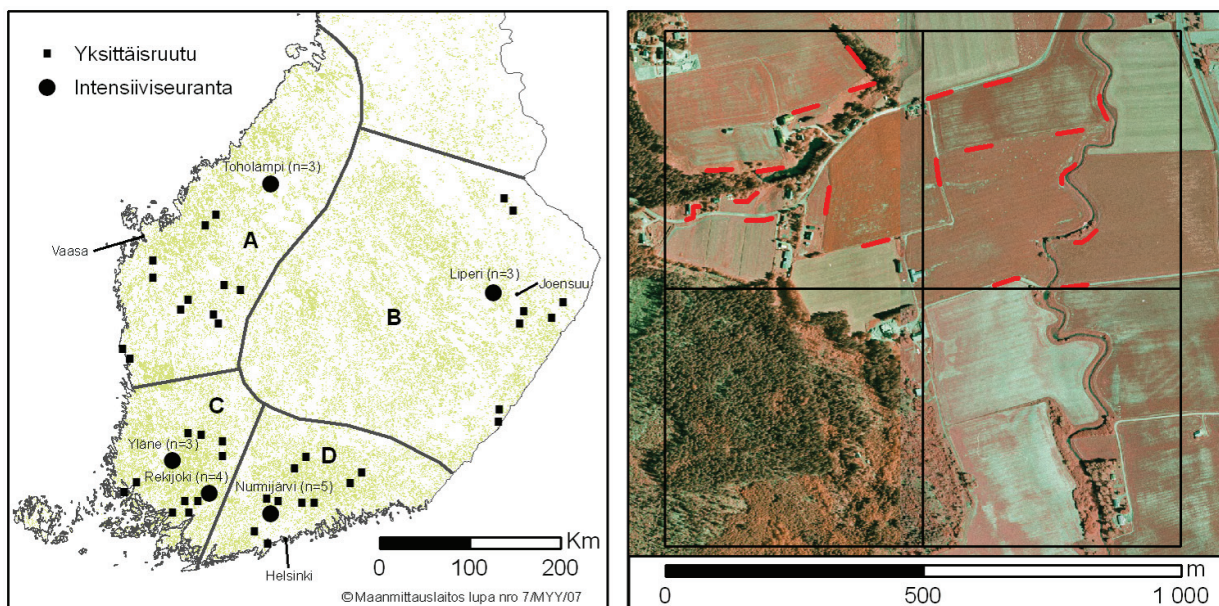 Yksittäisruutu
Intensiiviseuranta
Toholampi (n=3)
A
Vaasa
Liperi (n=3)
Joensuu
B
C
Yläne (n=3)
D
Rekijoki (n=4)
Nurmijärvi (n=5)
Km
0 100 200
Helsinki
©Maanmittauslaitos lupa nro 7/MYY/07
m
0 500 1 000